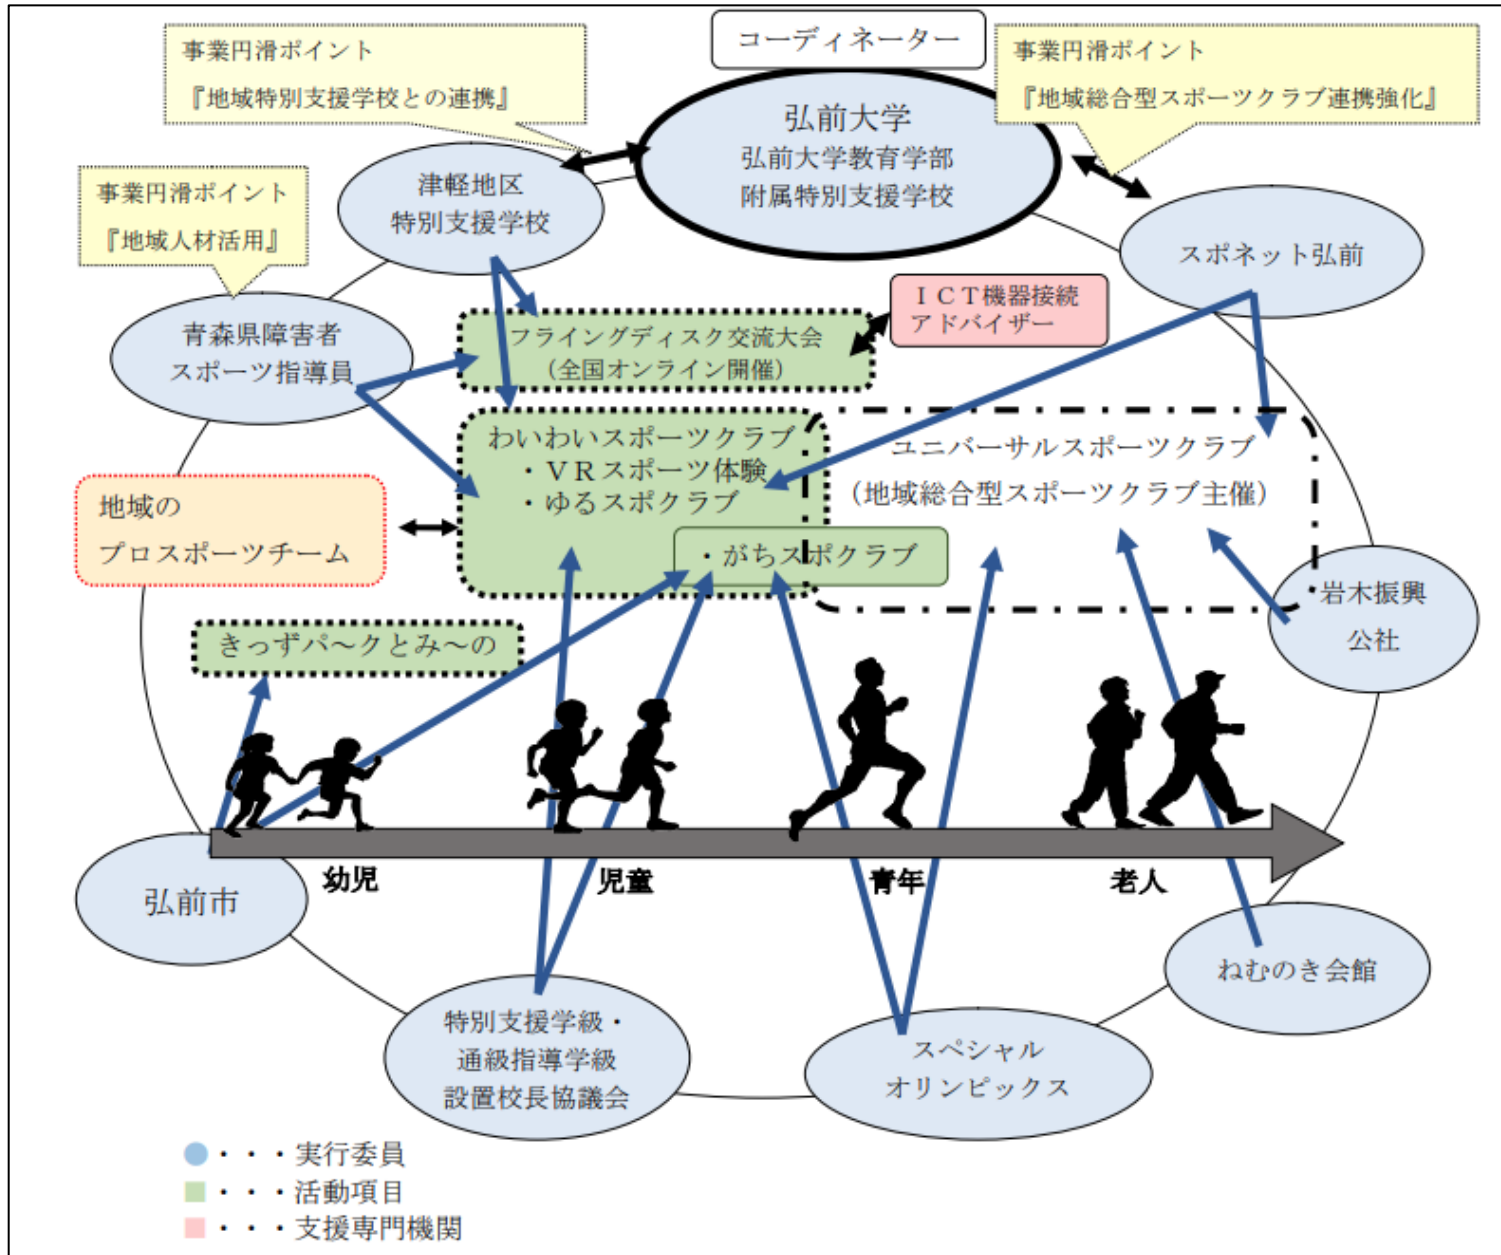 コーディネーター
事業円滑ポイント
『地域特別支援学校との連携』
事業円滑ポイント
『地域総合型スポーツクラブ連携強化』
弘前大学
弘前大学教育学部
附属特別支援学校
事業円滑ポイント
『地域人材活用』
津軽地区
特別支援学校
スポネット弘前
青森県障害者
スポーツ指導員
フライングディスク交流大会
（全国オンライン開催）
ＩＣＴ機器接続
アドバイザー
わいわいスポーツクラブ
・ＶＲスポーツ体験
・ゆるスポクラブ
・がちスポクラブ
ユニバーサルスポーツクラブ
（地域総合型スポーツクラブ主催）
地域の
プロスポーツチーム
岩木振興
公社
きっずパ～クとみ～の
幼児
児童
青年
老人
弘前市
ねむのき会館
特別支援学級・
通級指導学級
設置校長協議会
スペシャル
オリンピックス
●・・・実行委員
■・・・活動項目
■・・・支援専門機関